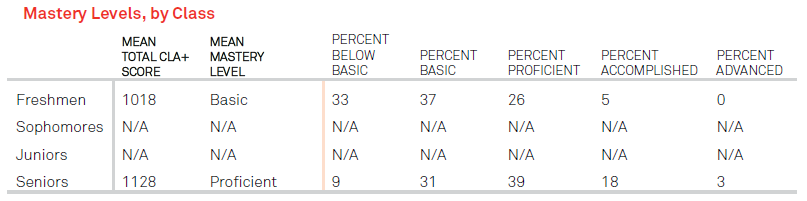 Mastery Levels, by Class
MEAN TOTAL CLA+ SCORE MEAN MASTERY LEVEL PERCENT BELOW BASIC PERCENT BASIC PERCENT PROFICIENT PERCENT ACCOMPLISHED PERCENT ADVANCED
Freshmen 1018 Basic 33 37 26 5 0
Sophomores N/A N/A N/A N/A N/A N/A N/A
Juniors N/A N/A N/A N/A N/A N/A N/A
Seniors 1128 Proficient 9 31 39 18 3